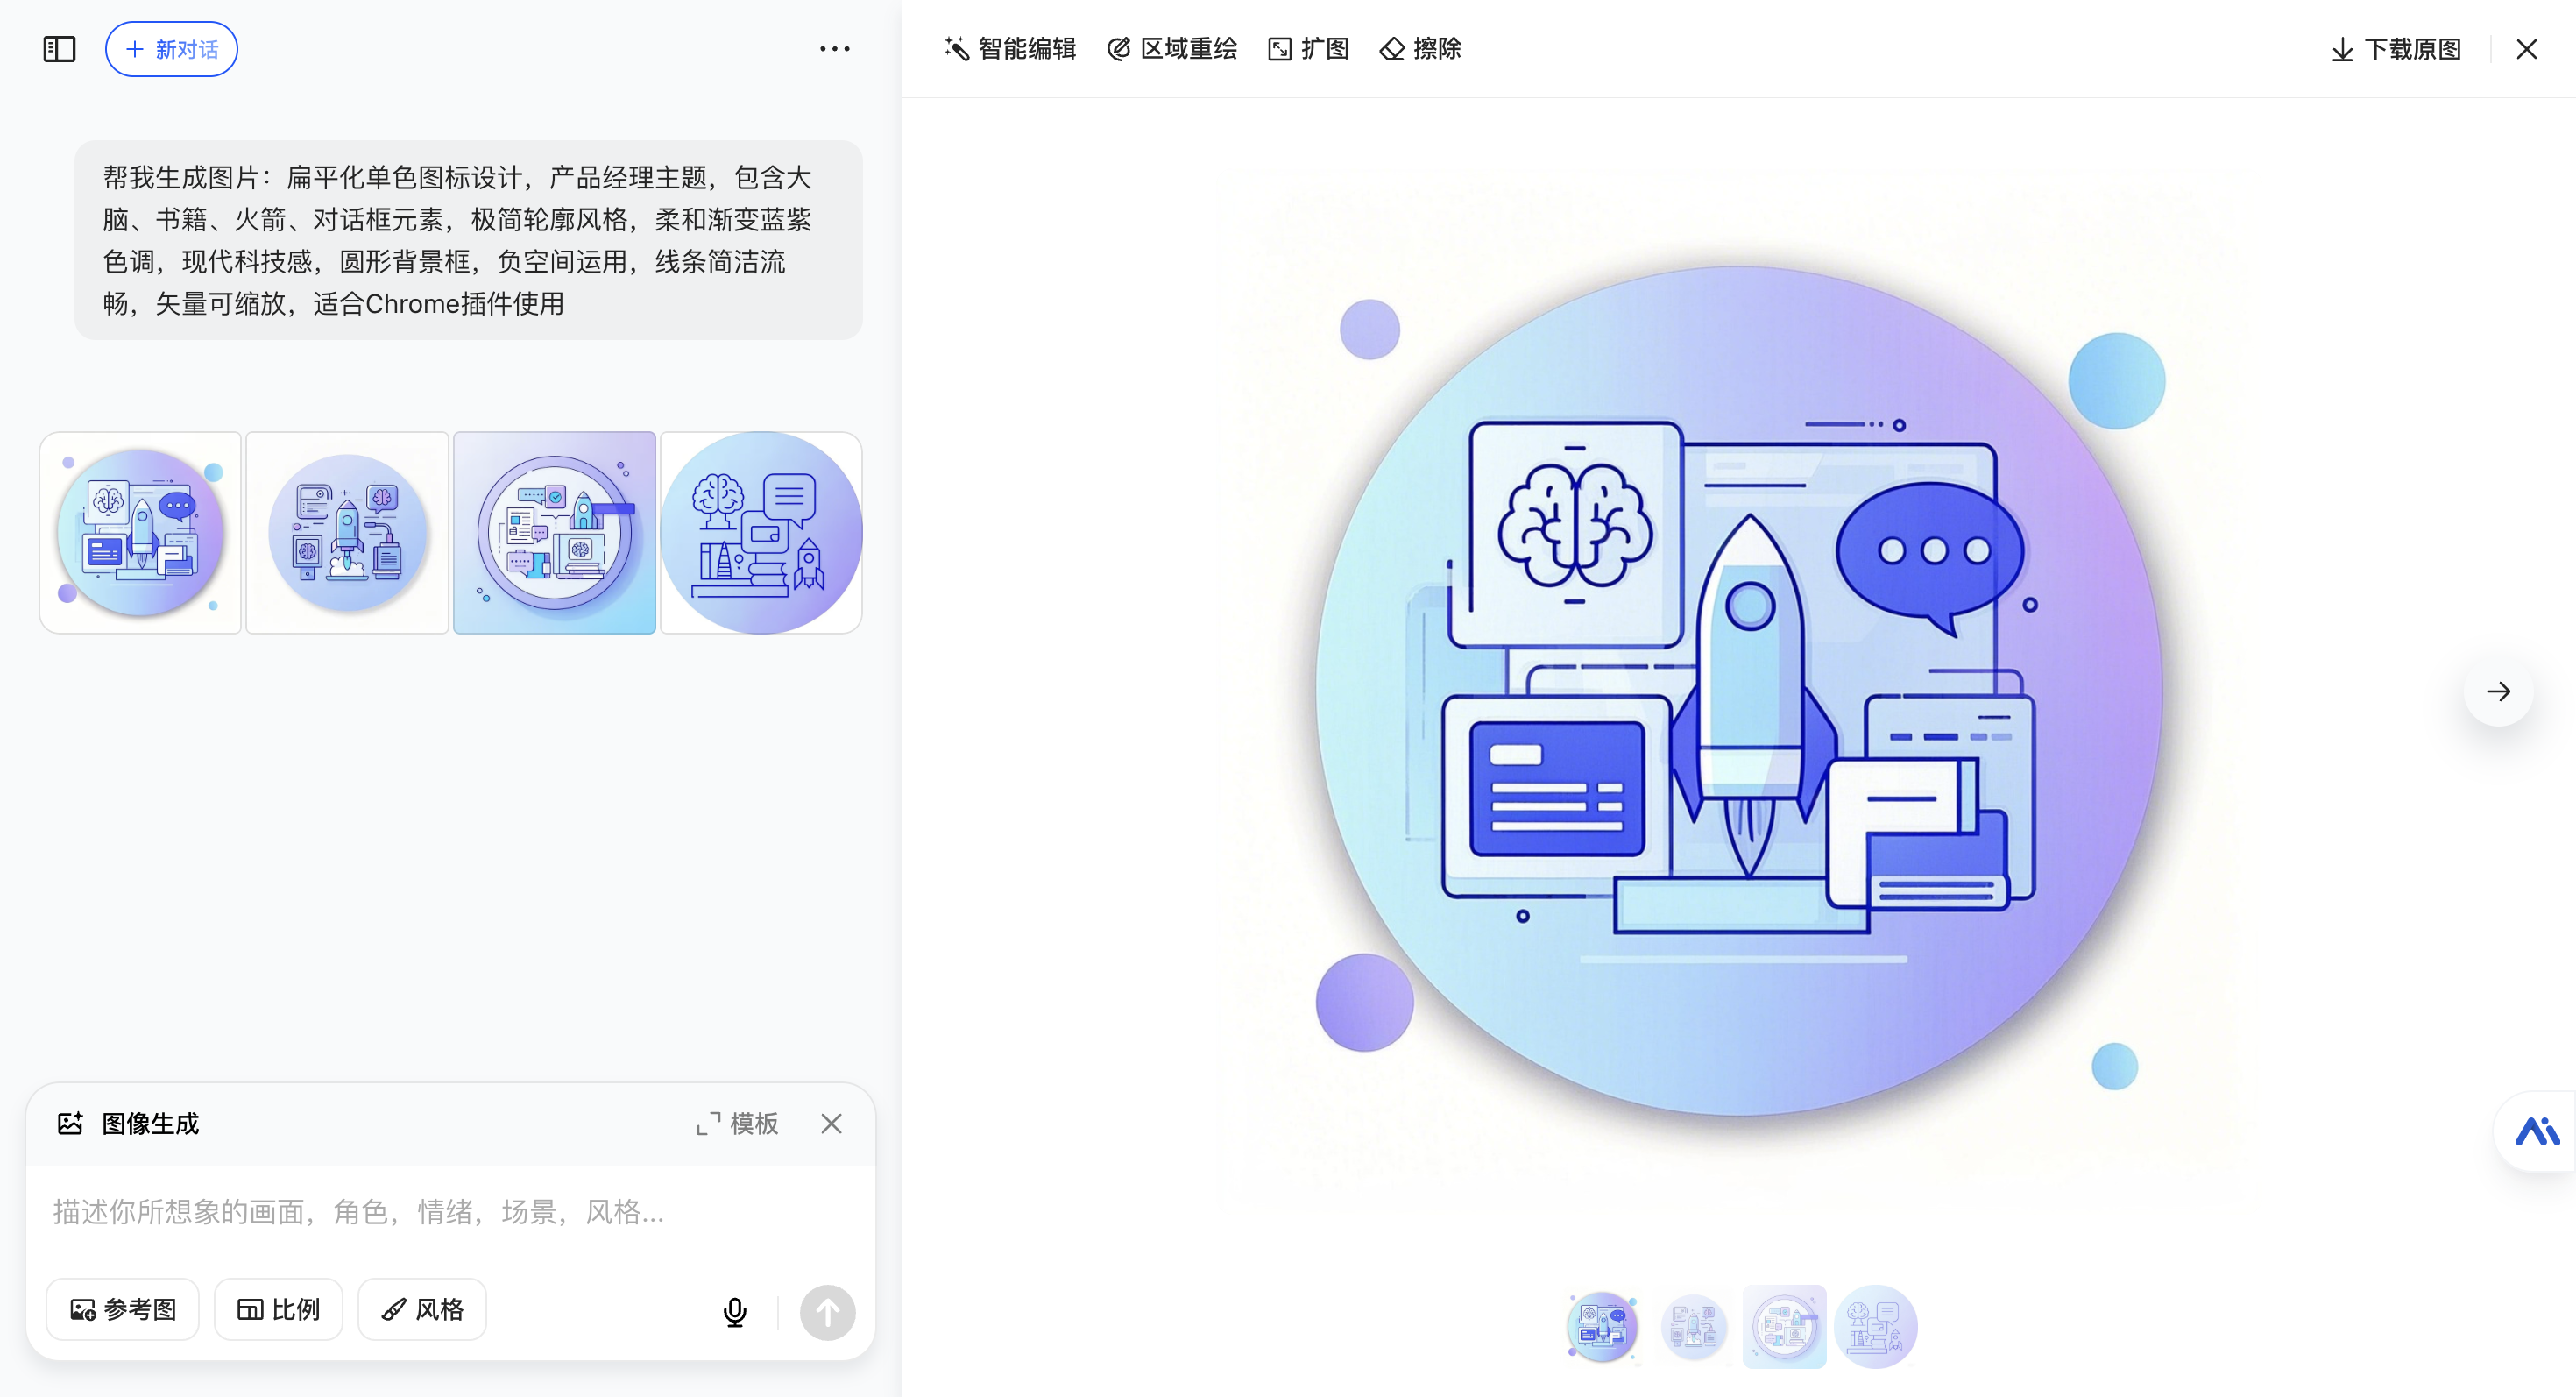 新对话
帮我生成图片：扁平化单色图标设计，产品经理主题，包含大
脑、书籍、火箭、对话框元素，极简轮廓风格，柔和渐变蓝紫
色调，现代科技感，圆形背景框，负空间运用，线条简洁流
畅，矢量可缩放，适合Chrome插件使用
图像生成
模板
描述你所想象的画面，角色，情绪，场景，风格...
参考图
比例
风格
智能编辑
区域重绘
扩图
擦除
下载原图